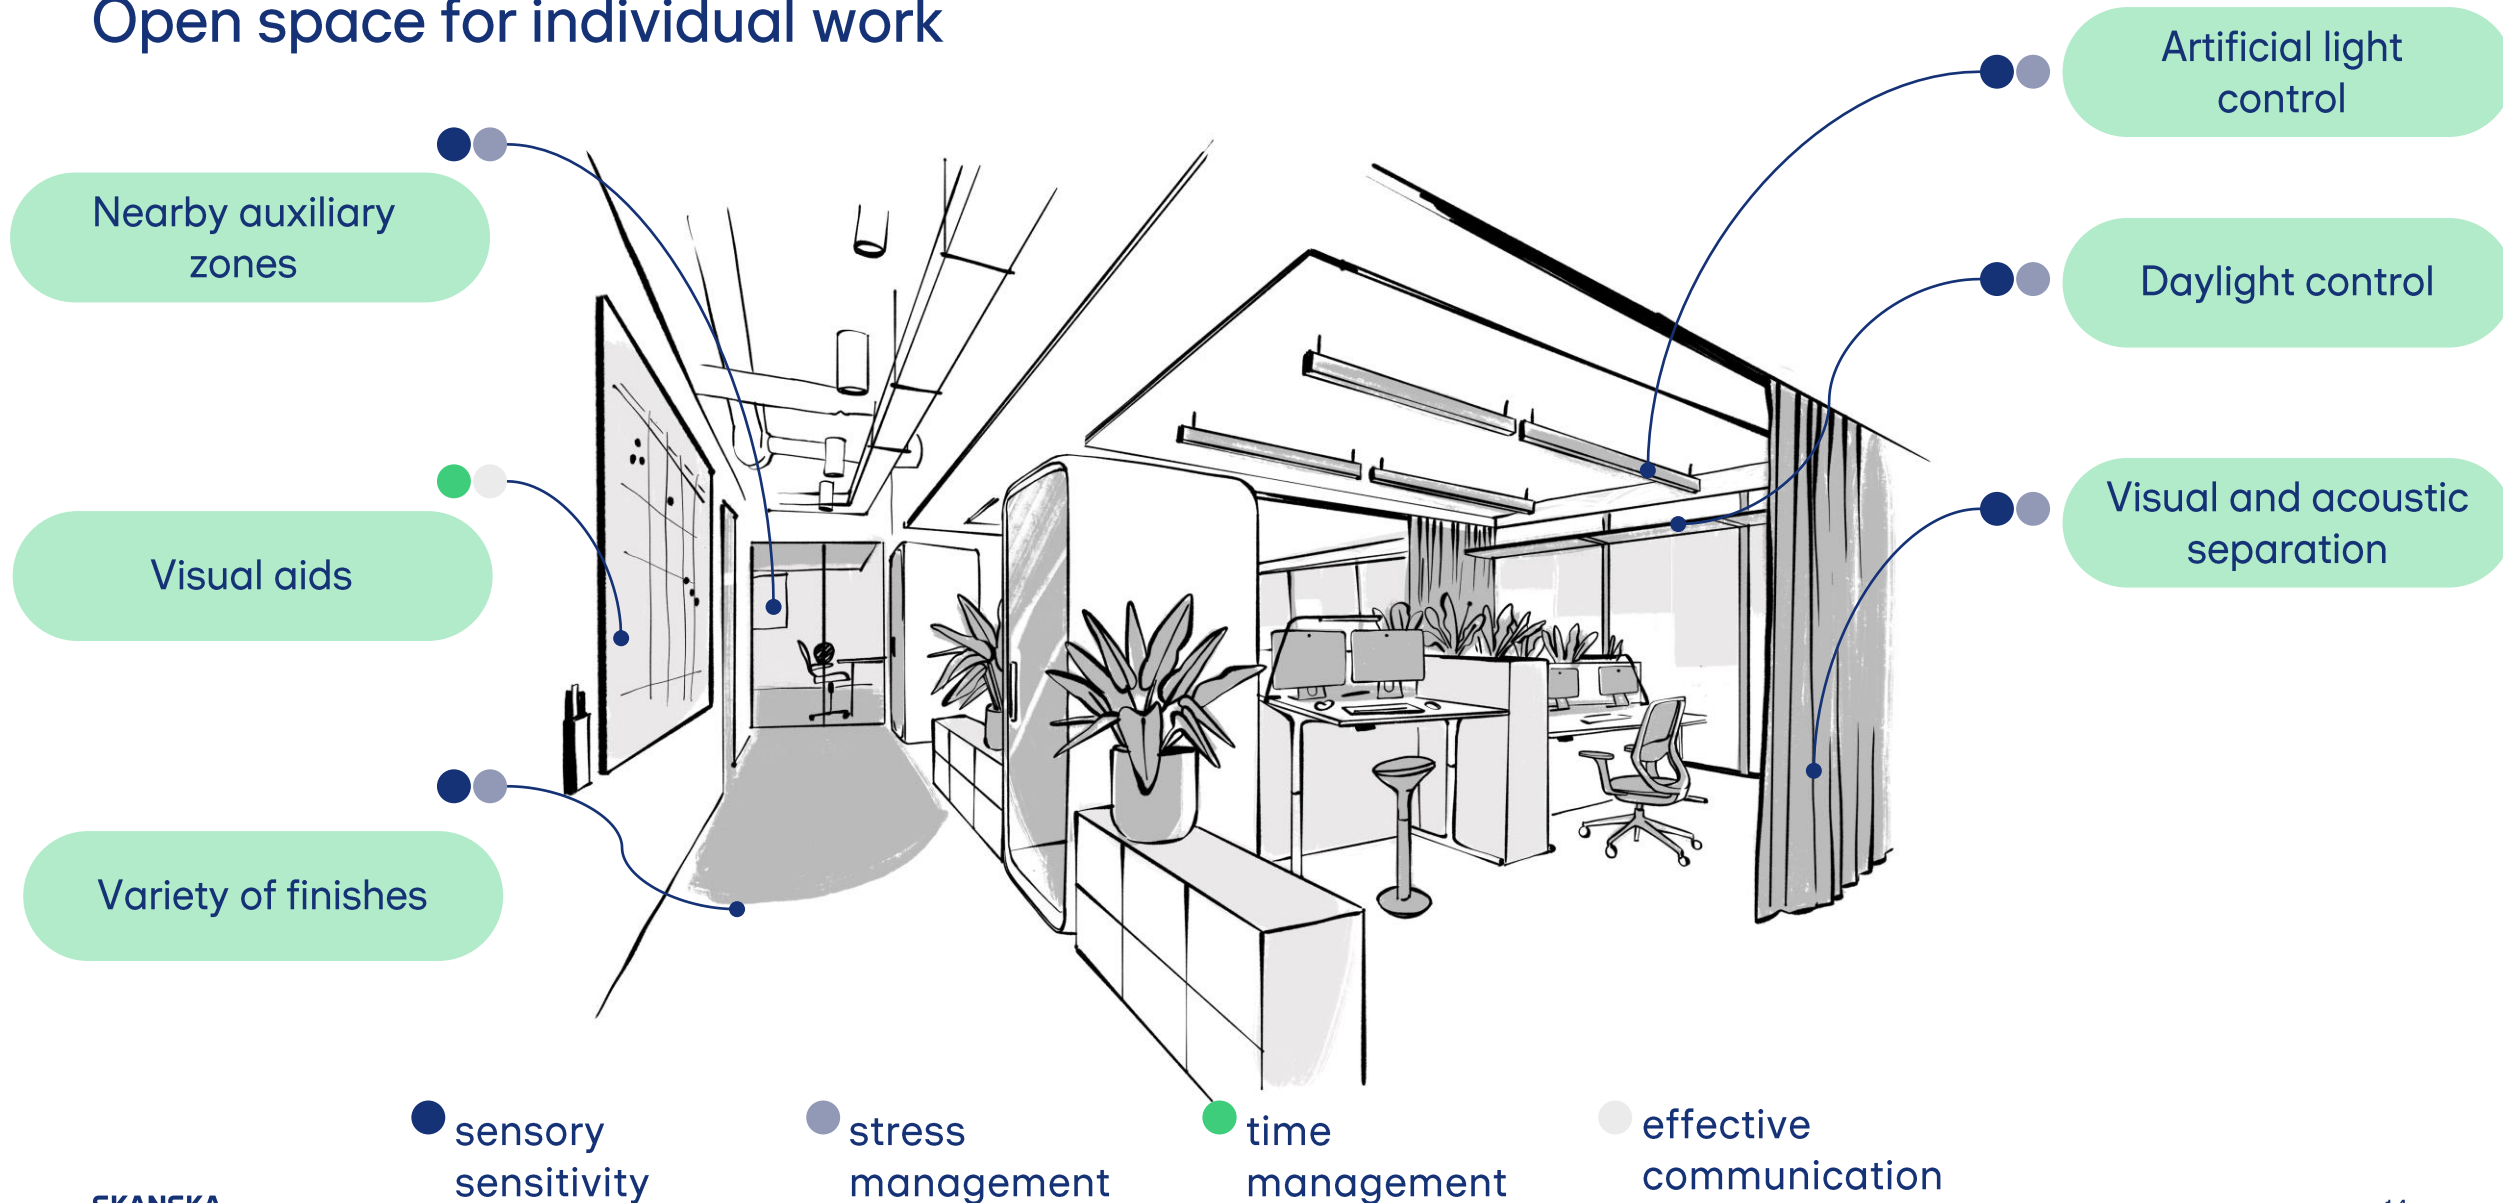 Open space for individual work
Artificial light
control
Nearby auxiliary
zones
Daylight control
Visual aids
Visual and acoustic
separation
Variety of finishes
sensory
sensitivity
stress
management
time
management
effective
communication
SKANSKA